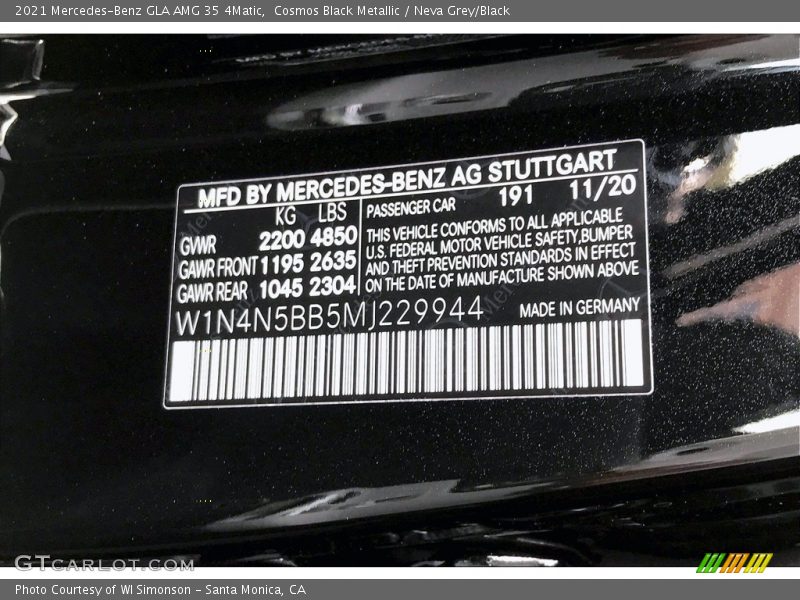 2021 Mercedes-Benz GLA AMG 35 4Matic,  Cosmos Black Metallic / Neva Grey/Black
MFD BY MERCEDES-BENZ AG STUTTGART
KG LBS
GVWR 2200 4850
GAWR FRONT 1195 2635
GAWR REAR 1045 2304
PASSENGER CAR 191 11/20
THIS VEHICLE CONFORMS TO ALL APPLICABLE
U.S. FEDERAL MOTOR VEHICLE SAFETY,BUMPER
AND THEFT PREVENTION STANDARDS IN EFFECT
ON THE DATE OF MANUFACTURE SHOWN ABOVE
W1N4N5BB5MJ229944 MADE IN GERMANY
GTCARLOT.COM
Photo Courtesy of WI Simonson - Santa Monica, CA